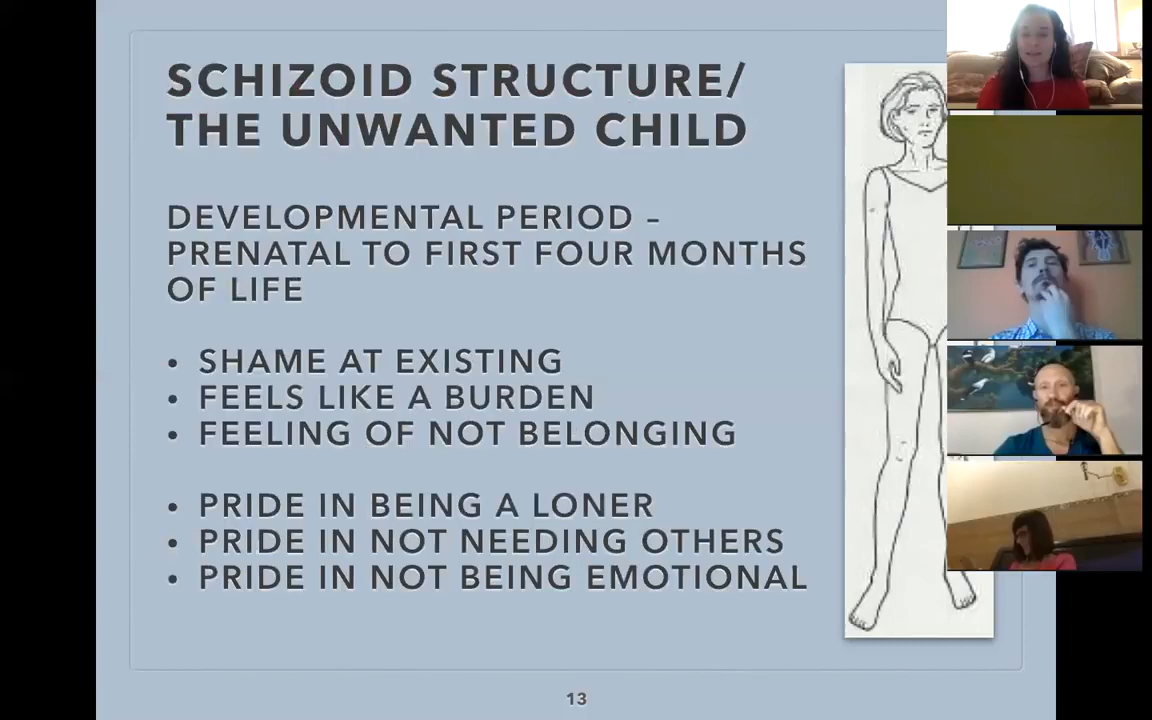 SCHIZOID STRUCTURE/
THE UNWANTED CHILD
DEVELOPMENTAL PERIOD –
PRENATAL TO FIRST FOUR MONTHS
OF LIFE
• SHAME AT EXISTING
• FEELS LIKE A BURDEN
• FEELING OF NOT BELONGING
• PRIDE IN BEING A LONER
• PRIDE IN NOT NEEDING OTHERS
• PRIDE IN NOT BEING EMOTIONAL
13